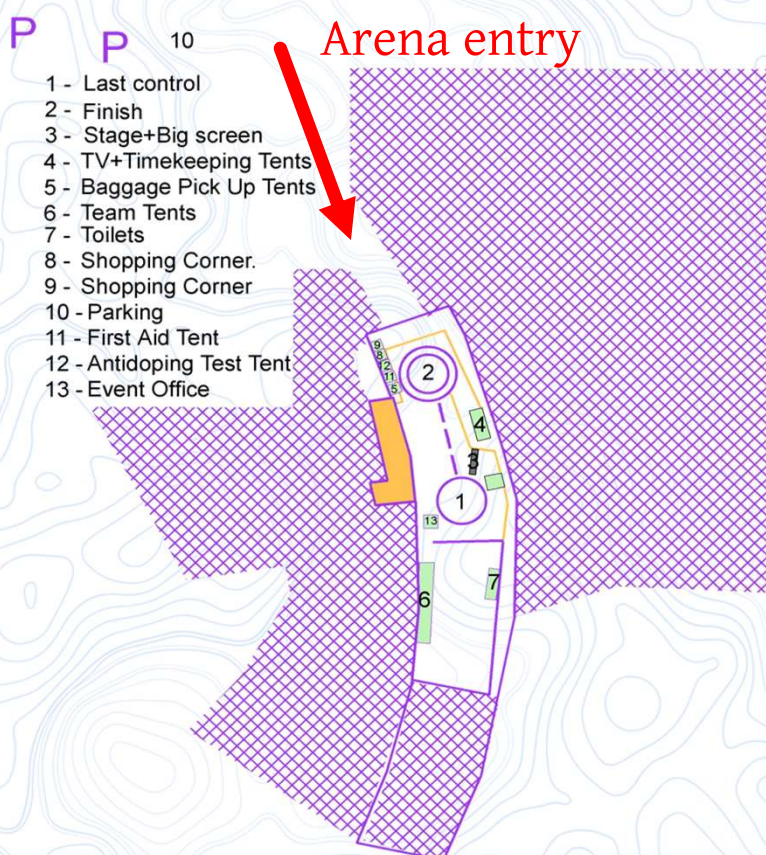 P
P
10
Arena entry
1 - Last control
2 - Finish
3 - Stage+Big screen
4 - TV+Timekeeping Tents
5 - Baggage Pick Up Tents
6 - Team Tents
7 - Toilets
8 - Shopping Corner.
9 - Shopping Corner
10 - Parking
11 - First Aid Tent
12 - Antidoping Test Tent
13 - Event Office
9
8
12
11
5
2
4
3
1
13
7
6